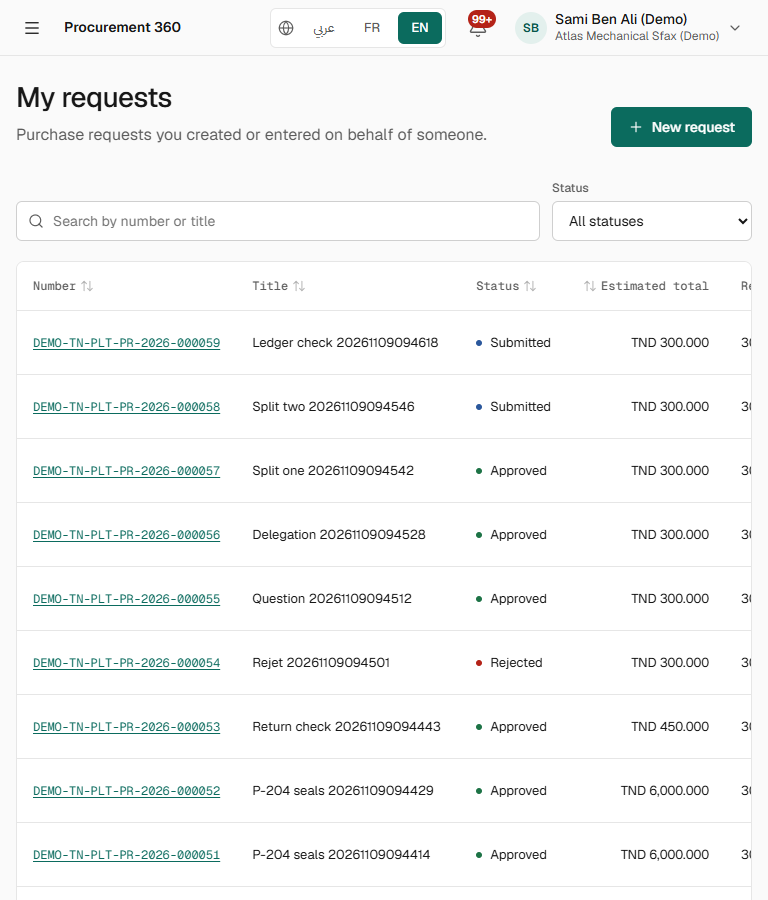 Procurement 360
عربي FR EN
99+
SB
Sami Ben Ali (Demo)
Atlas Mechanical Sfax (Demo)
My requests
Purchase requests you created or entered on behalf of someone.
+ New request
Status
Search by number or title
All statuses
Number Title Status Estimated total
DEMO-TN-PLT-PR-2026-000059 Ledger check 20261109094618 Submitted TND 300.000
DEMO-TN-PLT-PR-2026-000058 Split two 20261109094546 Submitted TND 300.000
DEMO-TN-PLT-PR-2026-000057 Split one 20261109094542 Approved TND 300.000
DEMO-TN-PLT-PR-2026-000056 Delegation 20261109094528 Approved TND 300.000
DEMO-TN-PLT-PR-2026-000055 Question 20261109094512 Approved TND 300.000
DEMO-TN-PLT-PR-2026-000054 Rejet 20261109094501 Rejected TND 300.000
DEMO-TN-PLT-PR-2026-000053 Return check 20261109094443 Approved TND 450.000
DEMO-TN-PLT-PR-2026-000052 P-204 seals 20261109094429 Approved TND 6,000.000
DEMO-TN-PLT-PR-2026-000051 P-204 seals 20261109094414 Approved TND 6,000.000